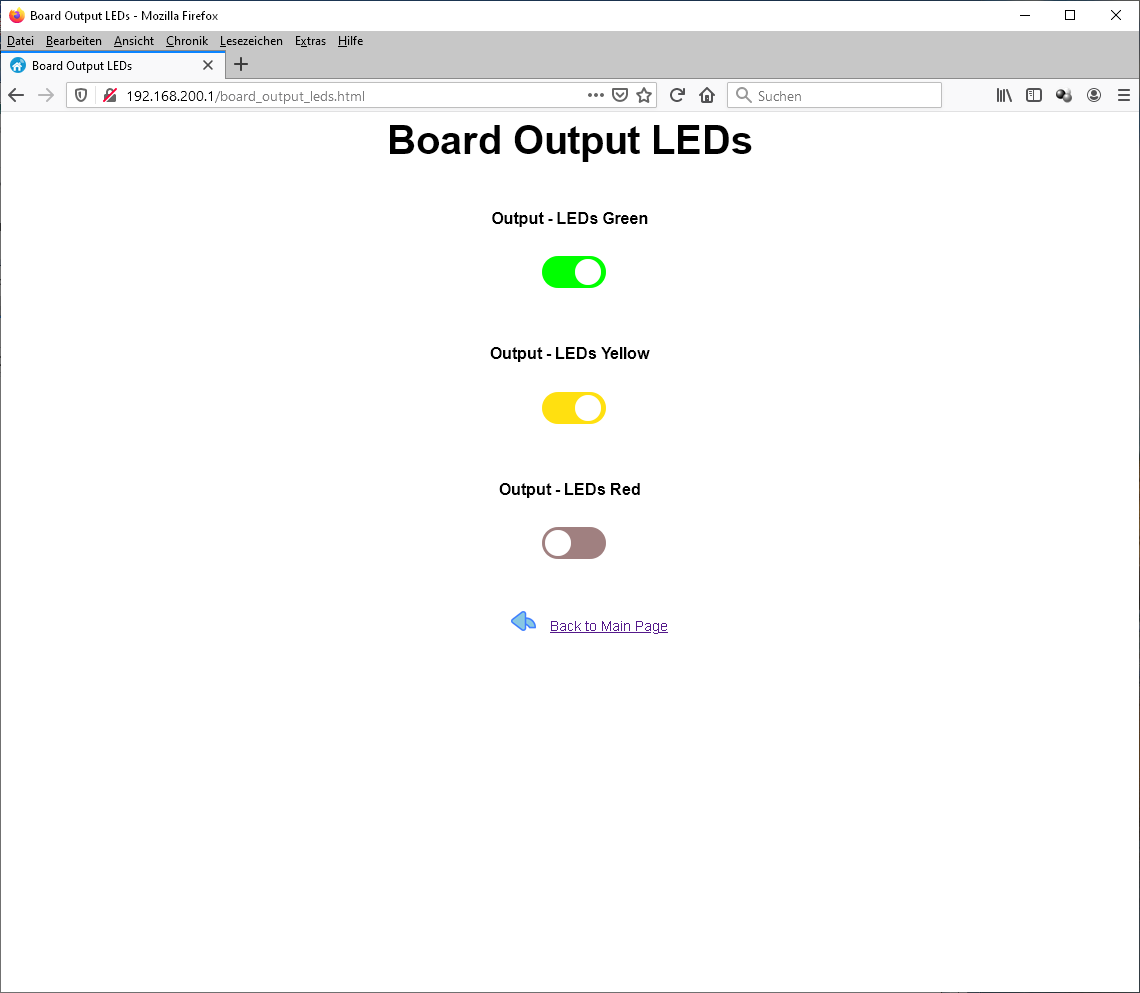 Board Output LEDs - Mozilla Firefox
Datei Bearbeiten Ansicht Chronik Lesezeichen Extras Hilfe
Board Output LEDs
192.168.200.1/board_output_leds.html Suchen
Board Output LEDs
Output - LEDs Green
Output - LEDs Yellow
Output - LEDs Red
Back to Main Page